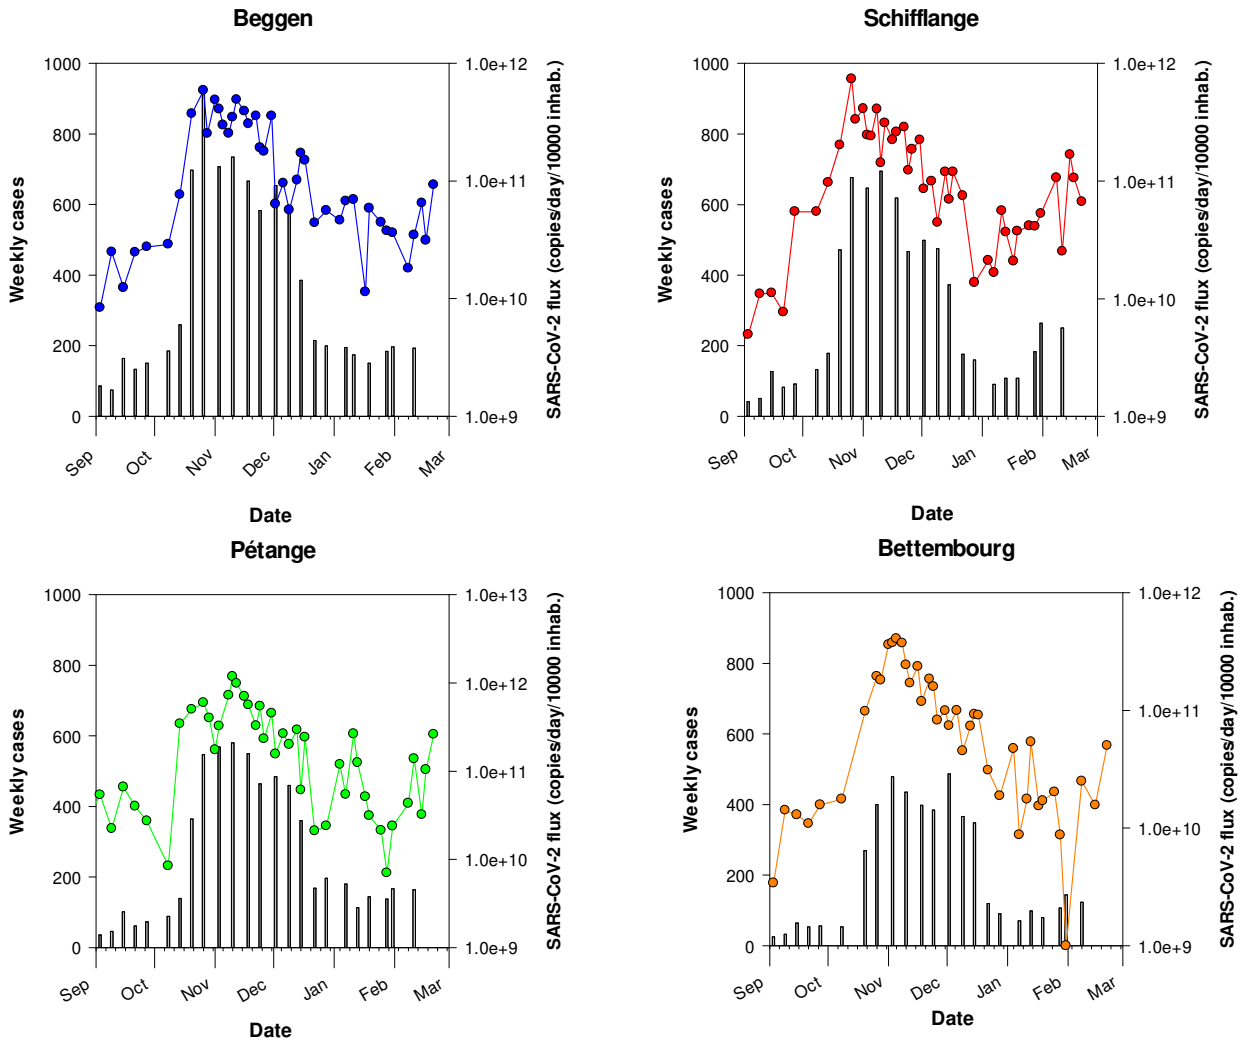 Beggen
1000
800
600
400
200
0
Weekly cases
1.0e+12
1.0e+11
1.0e+10
1.0e+9
SARS-CoV-2 flux (copies/day/10000 inhab.)
Sep Oct Nov Dec Jan Feb Mar
Date
Schifflange
1000
800
600
400
200
0
Weekly cases
1.0e+12
1.0e+11
1.0e+10
1.0e+9
SARS-CoV-2 flux (copies/day/10000 inhab.)
Sep Oct Nov Dec Jan Feb Mar
Date
Pétange
1000
800
600
400
200
0
Weekly cases
1.0e+13
1.0e+12
1.0e+11
1.0e+10
1.0e+9
SARS-CoV-2 flux (copies/day/10000 inhab.)
Sep Oct Nov Dec Jan Feb Mar
Date
Bettembourg
1000
800
600
400
200
0
Weekly cases
1.0e+12
1.0e+11
1.0e+10
1.0e+9
SARS-CoV-2 flux (copies/day/10000 inhab.)
Sep Oct Nov Dec Jan Feb Mar
Date